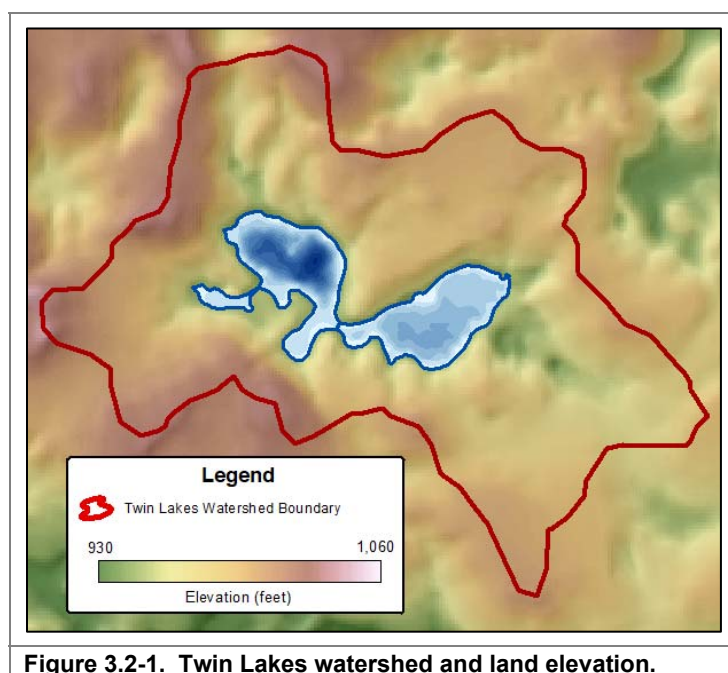 Legend
Twin Lakes Watershed Boundary
930 1,060
Elevation (feet)
Figure 3.2-1. Twin Lakes watershed and land elevation.